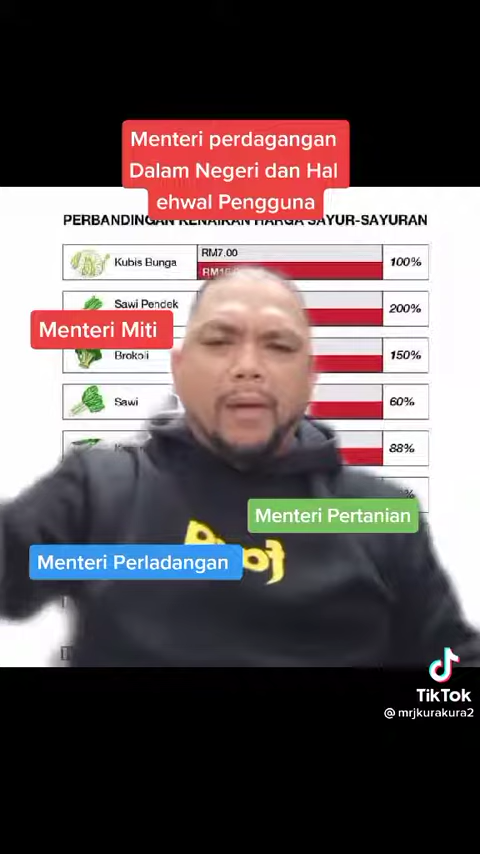 Menteri perdagangan
Dalam Negeri dan Hal
ehwal Pengguna
PERBANDINGAN KENAIKAN HARGA SAYUR-SAYURAN
Kubis Bunga
RM7.00
100%
Sawi Pendek
200%
Menteri Miti
Brokoli
150%
Sawi
60%
88%
Menteri Pertanian
Menteri Perladangan
TikTok
@mrjkurakura2